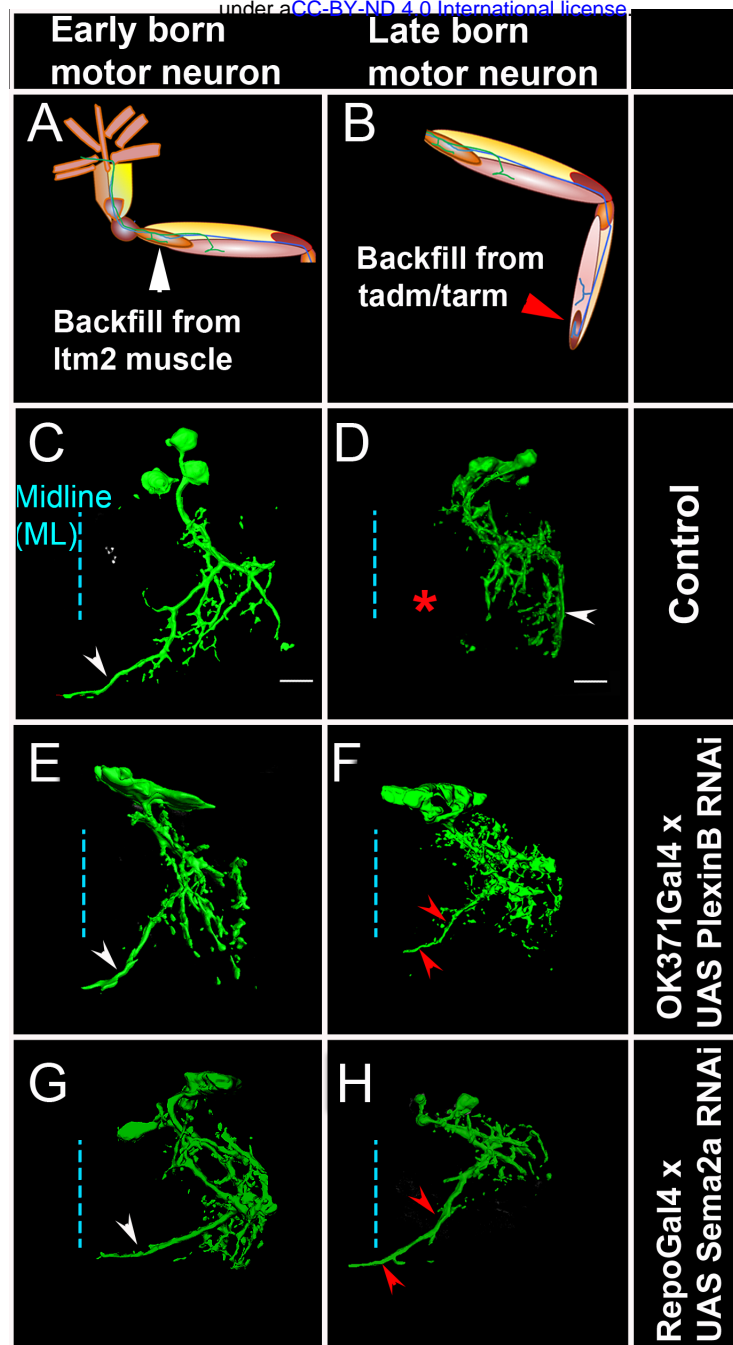 under aCC-BY-ND 4.0 International license.
Early born
motor neuron
Late born
motor neuron
A
Backfill from
ltm2 muscle
B
Backfill from
tadm/tarm
C
Midline
(ML)
D
*
Control
E
F
OK371Gal4 x
UAS PlexinB RNAi
G
H
RepoGal4 x
UAS Sema2a RNAi